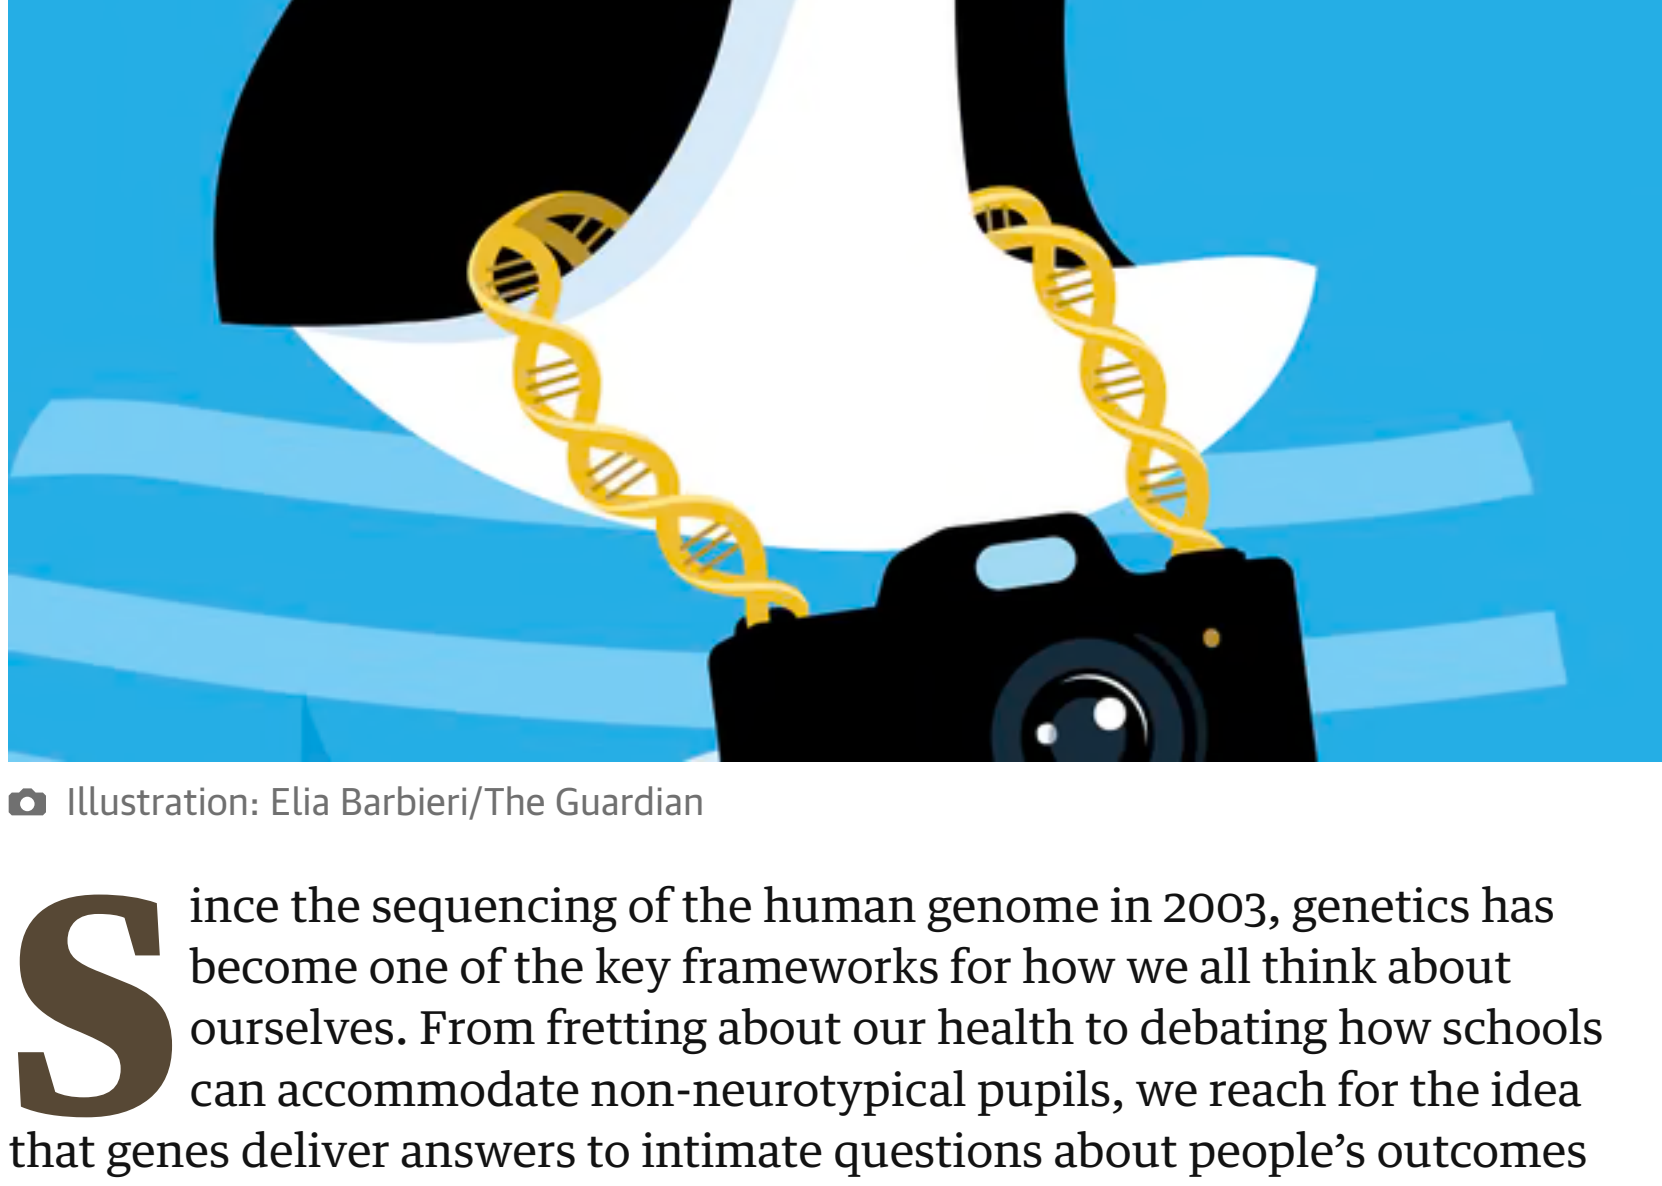 Illustration: Elia Barbieri/The Guardian
Since the sequencing of the human genome in 2003, genetics has
become one of the key frameworks for how we all think about
ourselves. From fretting about our health to debating how schools
can accommodate non-neurotypical pupils, we reach for the idea
that genes deliver answers to intimate questions about people’s outcomes